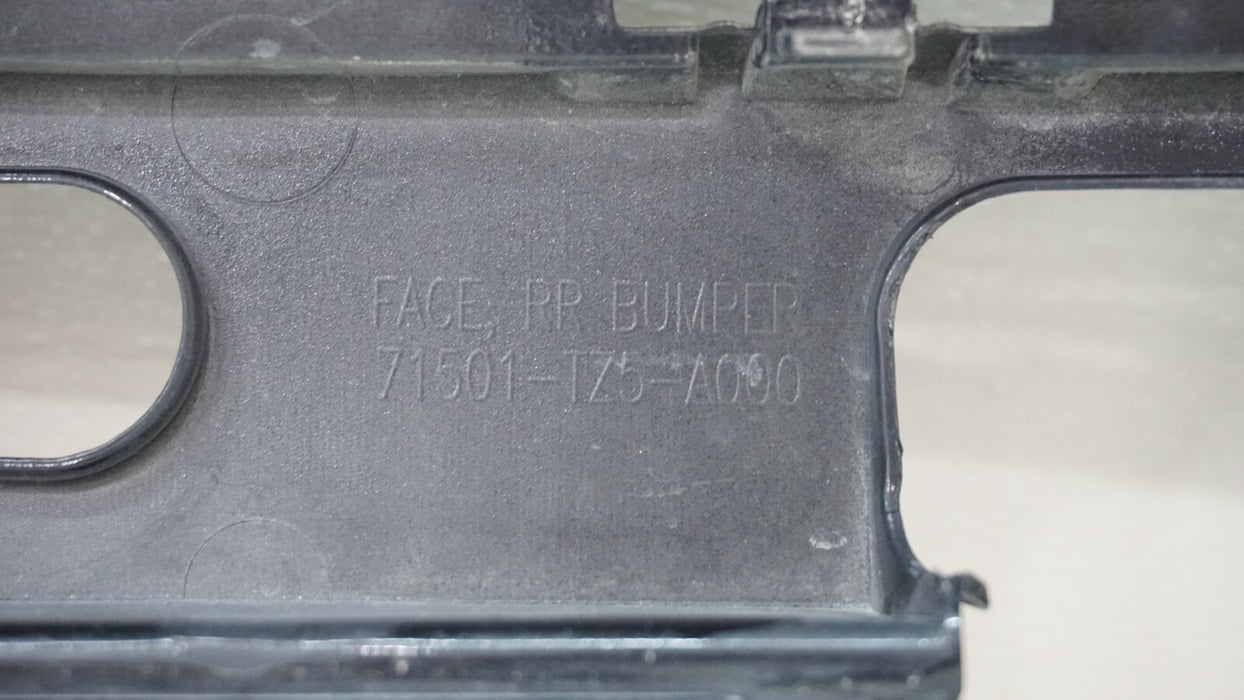 FACE, RR BUMPER
71501-TZ5-A000